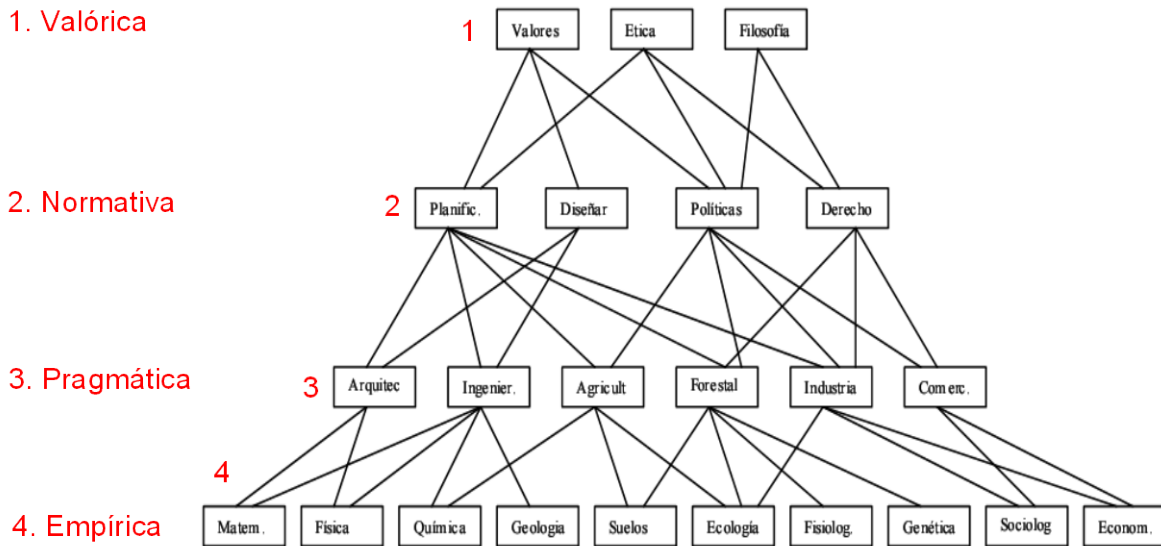 1. Valórica
1
Valores
Etica
Filosofía
2. Normativa
2
Planific.
Diseñar
Políticas
Derecho
3. Pragmática
3
Arquitec
Ingenier.
Agricult
Forestal
Industria
Comerc.
4
4. Empírica
Matem.
Física
Química
Geologia
Suelos
Ecología
Fisiolog.
Genética
Sociolog
Econom.